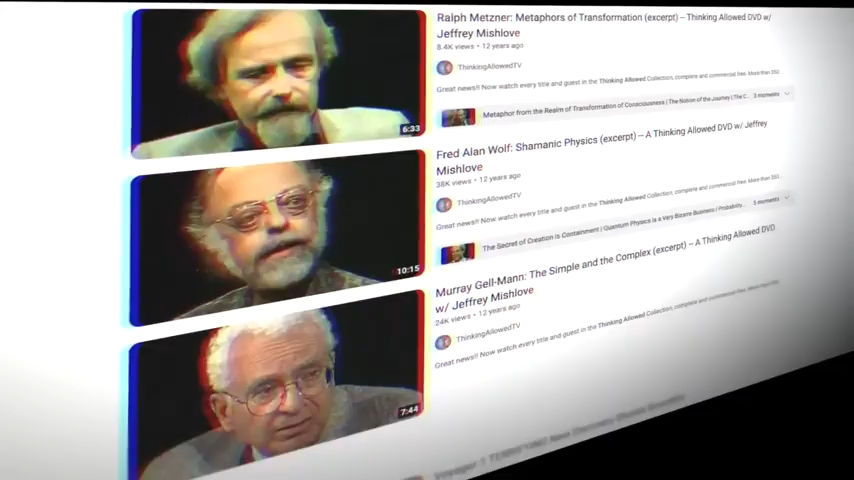 Ralph Metzner: Metaphors of Transformation (excerpt) -- Thinking Allowed DVD w/
Jeffrey Mishlove
8.4K views • 12 years ago
ThinkingAllowedTV
Great news!! Now watch every title and guest in the Thinking Allowed Collection, complete and commercial free. More than 350...
Metaphor from the Realm of Transformation of Consciousness | The Notion of the Journey | The C... 3 moments
6:33
Fred Alan Wolf: Shamanic Physics (excerpt) -- A Thinking Allowed DVD w/ Jeffrey
Mishlove
38K views • 12 years ago
ThinkingAllowedTV
Great news!! Now watch every title and guest in the Thinking Allowed Collection, complete and commercial free. More than 350...
The Secret of Creation is Containment | Quantum Physics is a Very Bizarre Business | Probability... 5 moments
10:15
Murray Gell-Mann: The Simple and the Complex (excerpt) -- A Thinking Allowed DVD
w/ Jeffrey Mishlove
24K views • 12 years ago
ThinkingAllowedTV
Great news!! Now watch every title and guest in the Thinking Allowed Collection, complete and commercial free.
7:44